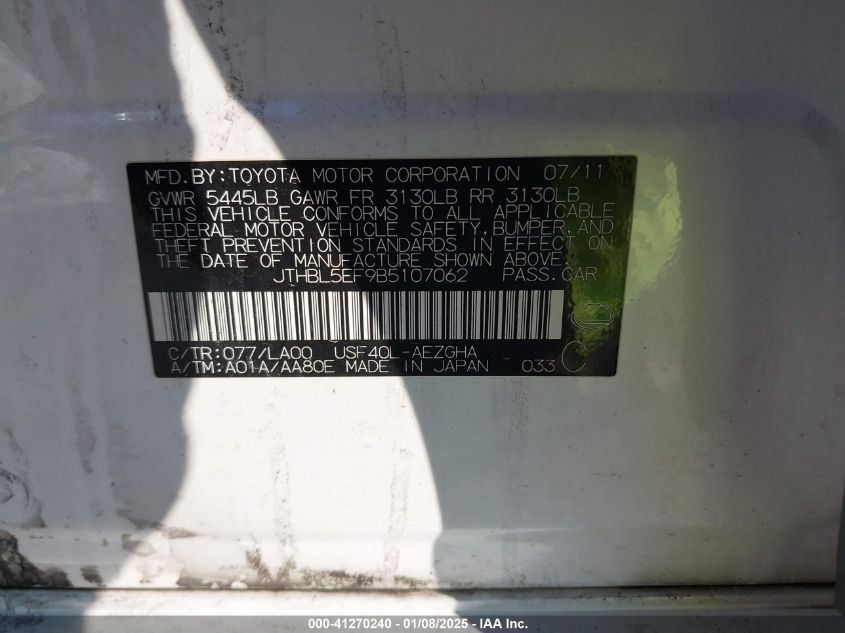 MFD.BY:TOYOTA MOTOR CORPORATION 07/11
GVWR 5445LB GAWR FR 3130LB RR 3130LB
THIS VEHICLE CONFORMS TO ALL APPLICABLE
FEDERAL MOTOR VEHICLE SAFETY,BUMPER,AND
THEFT PREVENTION STANDARDS IN EFFECT ON
THE DATE OF MANUFACTURE SHOWN ABOVE.
JTHBL5EF9B5107062 PASS.CAR
C/TR:077/LA00 USF40L-AEZGHA
A/TM:A01A/AA80E MADE IN JAPAN 033 C
000-41270240 - 01/08/2025 - IAA Inc.